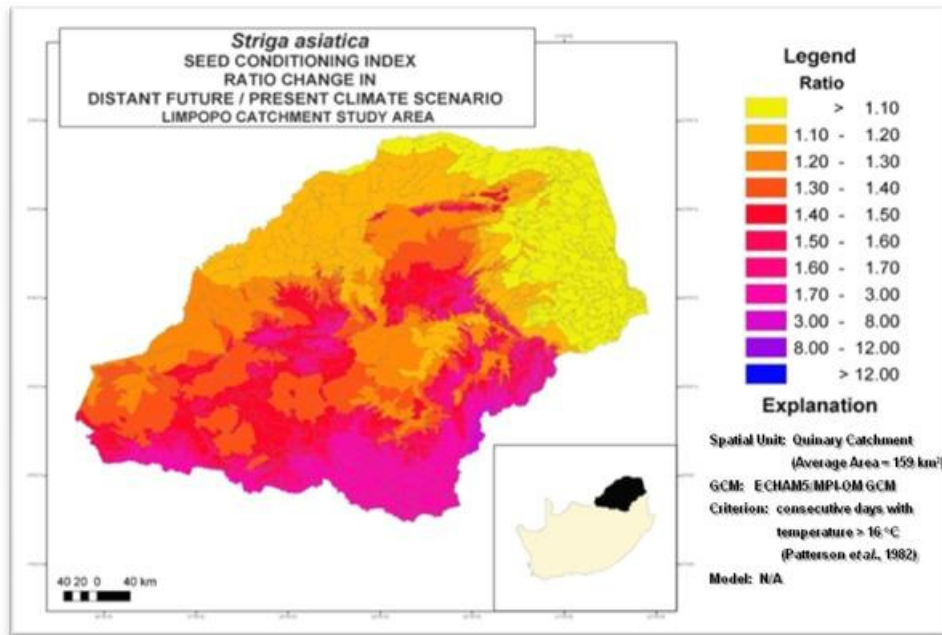 Striga asiatica
SEED CONDITIONING INDEX
RATIO CHANGE IN
DISTANT FUTURE / PRESENT CLIMATE SCENARIO
LIMPOPO CATCHMENT STUDY AREA
Legend
Ratio
> 1.10
1.10 - 1.20
1.20 - 1.30
1.30 - 1.40
1.40 - 1.50
1.50 - 1.60
1.60 - 1.70
1.70 - 3.00
3.00 - 8.00
8.00 - 12.00
> 12.00
Explanation
Spatial Unit: Quinary Catchment
(Average Area = 159 km²)
GCM: ECHAM5/MPI-OM GCM
Criterion: consecutive days with
temperature > 16 °C
(Patterson et al., 1982)
Model: N/A
40 20 0 40 km